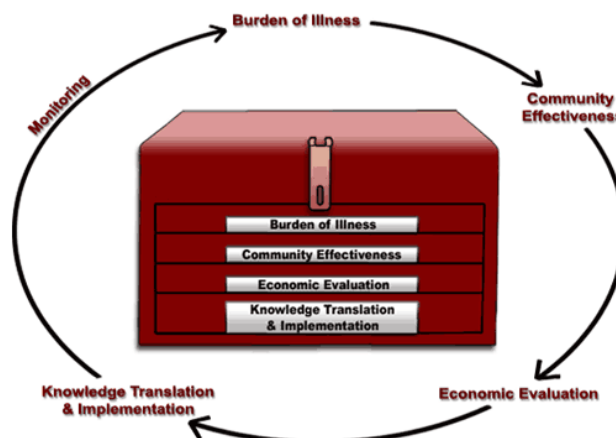 Burden of Illness
Community
Effectiveness
Monitoring
Burden of Illness
Community Effectiveness
Economic Evaluation
Knowledge Translation
& Implementation
Knowledge Translation
& Implementation
Economic Evaluation